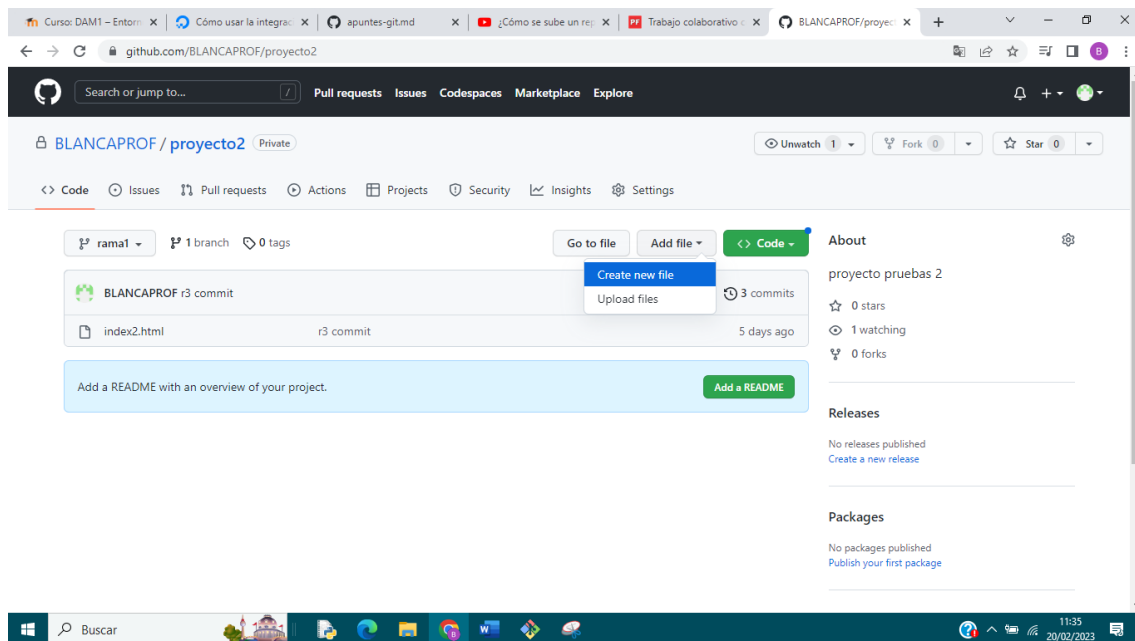 Curso: DAM1 – Entorn
Cómo usar la integrac
apuntes-git.md
¿Cómo se sube un rep
PF Trabajo colaborativo
BLANCAPROF/proyec
github.com/BLANCAPROF/proyecto2
B
Search or jump to...
/
Pull requests Issues Codespaces Marketplace Explore
BLANCAPROF / proyecto2 Private
Unwatch 1
Fork 0
Star 0
<> Code Issues Pull requests Actions Projects Security Insights Settings
rama1 1 branch 0 tags
Go to file Add file <> Code
Create new file
Upload files
BLANCAPROF r3 commit
3 commits
index2.html r3 commit 5 days ago
Add a README with an overview of your project.
Add a README
About
proyecto pruebas 2
0 stars
1 watching
0 forks
Releases
No releases published
Create a new release
Packages
No packages published
Publish your first package
Buscar
11:35
20/02/2023